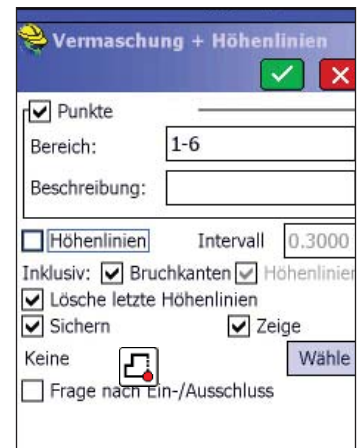 Vermaschung + Höhenlinien
Punkte
Bereich: 1-6
Beschreibung:
Höhenlinien Intervall 0.3000
Inklusiv: Bruchkanten Höhenlinien
Lösche letzte Höhenlinien
Sichern Zeige
Keine Wähle
Frage nach Ein-/Ausschluss